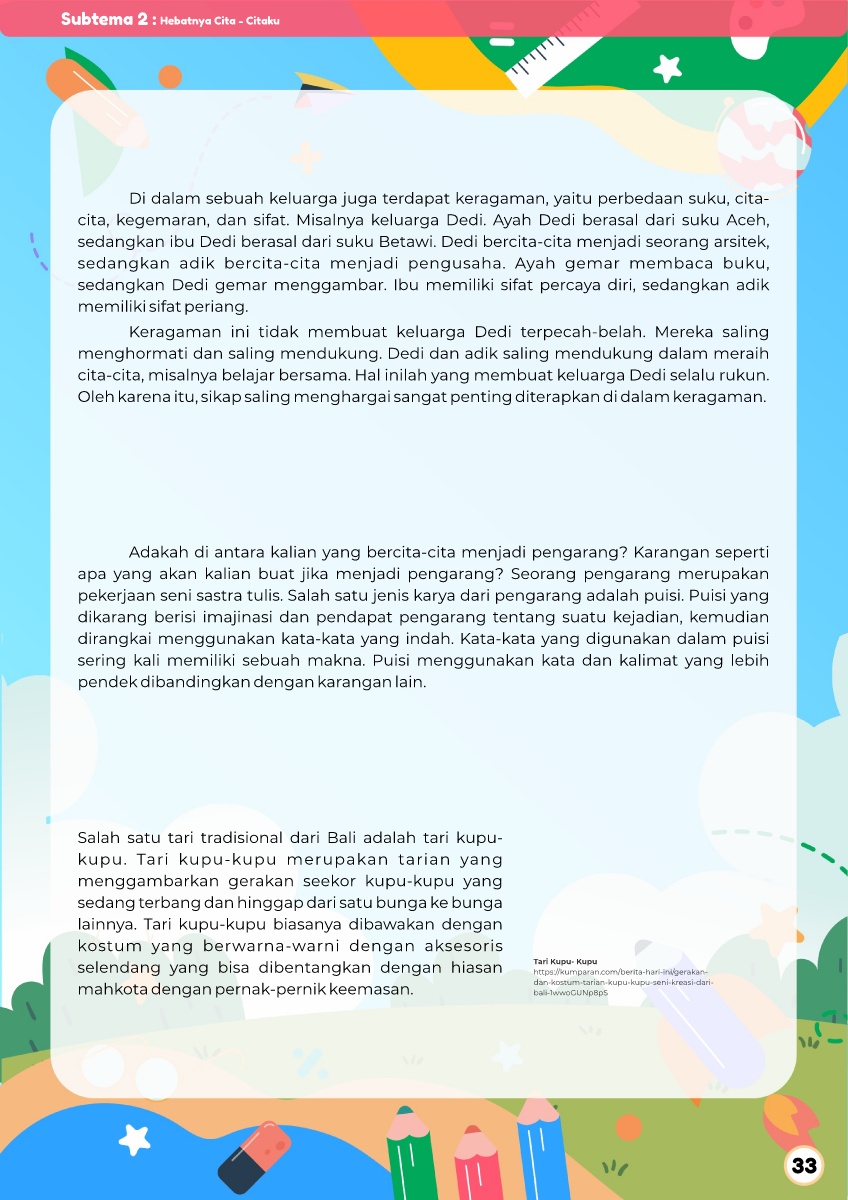 Subtema 2 : Hebatnya Cita - Citaku
Di dalam sebuah keluarga juga terdapat keragaman, yaitu perbedaan suku, cita-
cita, kegemaran, dan sifat. Misalnya keluarga Dedi. Ayah Dedi berasal dari suku Aceh,
sedangkan ibu Dedi berasal dari suku Betawi. Dedi bercita-cita menjadi seorang arsitek,
sedangkan adik bercita-cita menjadi pengusaha. Ayah gemar membaca buku,
sedangkan Dedi gemar menggambar. Ibu memiliki sifat percaya diri, sedangkan adik
memiliki sifat periang.
Keragaman ini tidak membuat keluarga Dedi terpecah-belah. Mereka saling
menghormati dan saling mendukung. Dedi dan adik saling mendukung dalam meraih
cita-cita, misalnya belajar bersama. Hal inilah yang membuat keluarga Dedi selalu rukun.
Oleh karena itu, sikap saling menghargai sangat penting diterapkan di dalam keragaman.
Adakah di antara kalian yang bercita-cita menjadi pengarang? Karangan seperti
apa yang akan kalian buat jika menjadi pengarang? Seorang pengarang merupakan
pekerjaan seni sastra tulis. Salah satu jenis karya dari pengarang adalah puisi. Puisi yang
dikarang berisi imajinasi dan pendapat pengarang tentang suatu kejadian, kemudian
dirangkai menggunakan kata-kata yang indah. Kata-kata yang digunakan dalam puisi
sering kali memiliki sebuah makna. Puisi menggunakan kata dan kalimat yang lebih
pendek dibandingkan dengan karangan lain.
Salah satu tari tradisional dari Bali adalah tari kupu-
kupu. Tari kupu-kupu merupakan tarian yang
menggambarkan gerakan seekor kupu-kupu yang
sedang terbang dan hinggap dari satu bunga ke bunga
lainnya. Tari kupu-kupu biasanya dibawakan dengan
kostum yang berwarna-warni dengan aksesoris
selendang yang bisa dibentangkan dengan hiasan
mahkota dengan pernak-pernik keemasan.
Tari Kupu- Kupu
https://kumparan.com/berita-hari-ini/gerakan-
dan-kostum-tarian-kupu-kupu-seni-kreasi-dari-
bali-1wwoGUNp8pS
33